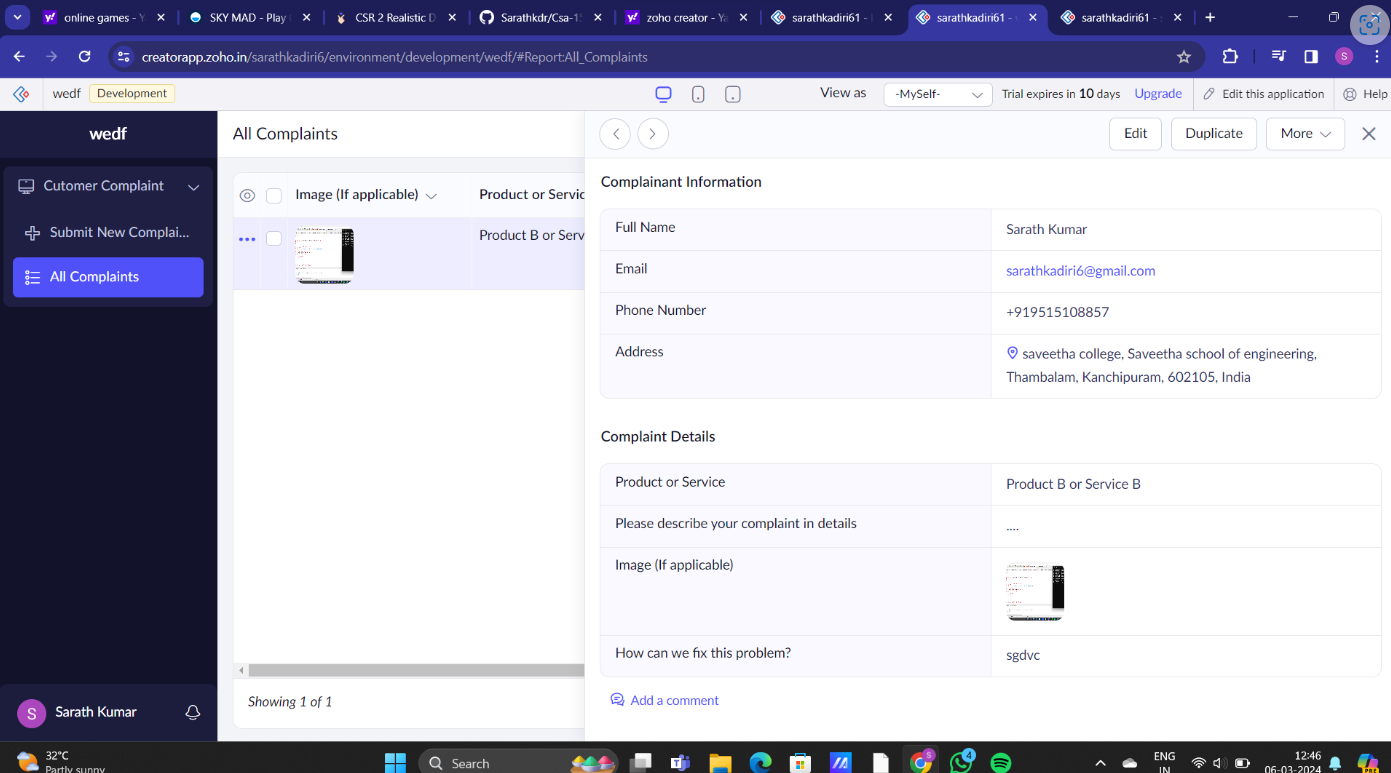 online games - Y
SKY MAD - Play
CSR 2 Realistic D
Sarathkdr/Csa-15
zoho creator - Ya
sarathkadiri61 -
sarathkadiri61 -
sarathkadiri61 -
creatorapp.zoho.in/sarathkadiri6/environment/development/wedf/#Report:All_Complaints
S
wedf
Development
View as
-MySelf-
Trial expires in 10 days
Upgrade
Edit this application
Help
wedf
Cutomer Complaint
Submit New Complai...
All Complaints
All Complaints
Image (If applicable)
Product or Servic
Product B or Serv
Showing 1 of 1
Edit
Duplicate
More
Complainant Information
Full Name
Sarath Kumar
Email
sarathkadiri6@gmail.com
Phone Number
+919515108857
Address
saveetha college, Saveetha school of engineering,
Thambalam, Kanchipuram, 602105, India
Complaint Details
Product or Service
Product B or Service B
Please describe your complaint in details
....
Image (If applicable)
How can we fix this problem?
sgdvc
Add a comment
S
Sarath Kumar
32°C
Partly sunny
Search
S
4
ENG
IN
12:46
06-03-2024